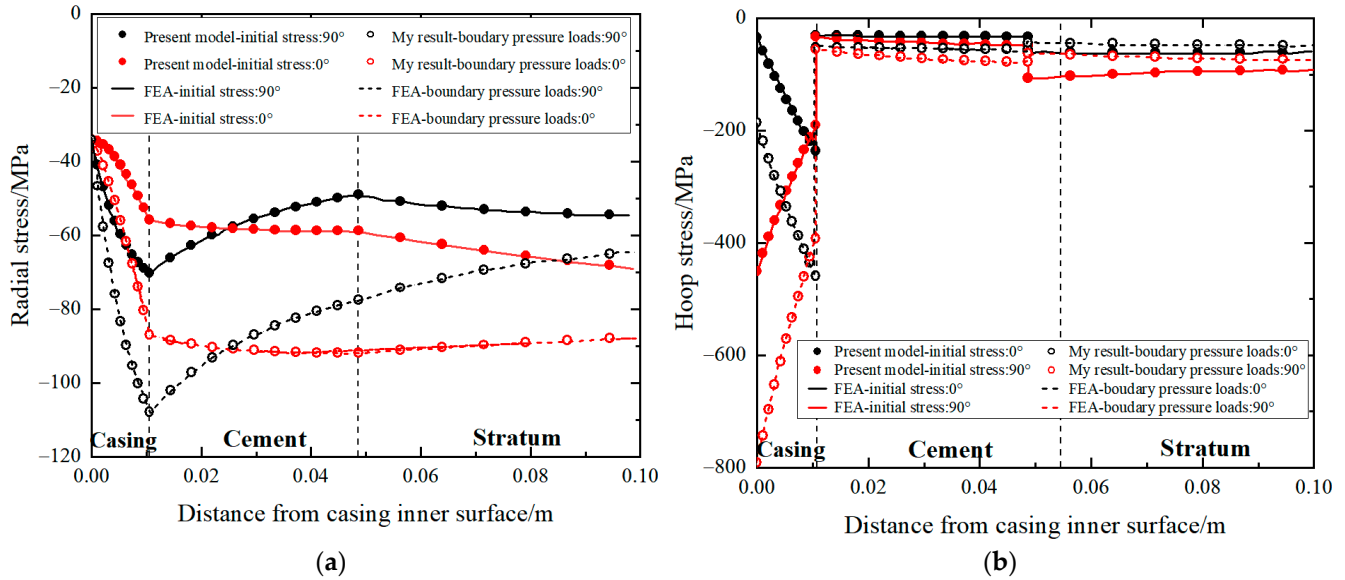 0
−20
−40
−60
−80
−100
−120
Radial stress/MPa
Present model-initial stress:90°
Present model-initial stress:0°
FEA-initial stress:90°
FEA-initial stress:0°
My result-boudary pressure loads:90°
My result-boundary pressure loads:0°
FEA-boundary pressure loads:90°
FEA-boundary pressure loads:0°
Casing
Cement
Stratum
0.00 0.02 0.04 0.06 0.08 0.10
Distance from casing inner surface/m
(a)
0
−200
−400
−600
−800
Hoop stress/MPa
Present model-initial stress:0°
Present model-initial stress:90°
FEA-initial stress:0°
FEA-initial stress:90°
My result-boudary pressure loads:0°
My result-boundary pressure loads:90°
FEA-boudary pressure loads:0°
FEA-boudary pressure loads:90°
Casing
Cement
Stratum
0.00 0.02 0.04 0.06 0.08 0.10
Distance from casing inner surface/m
(b)